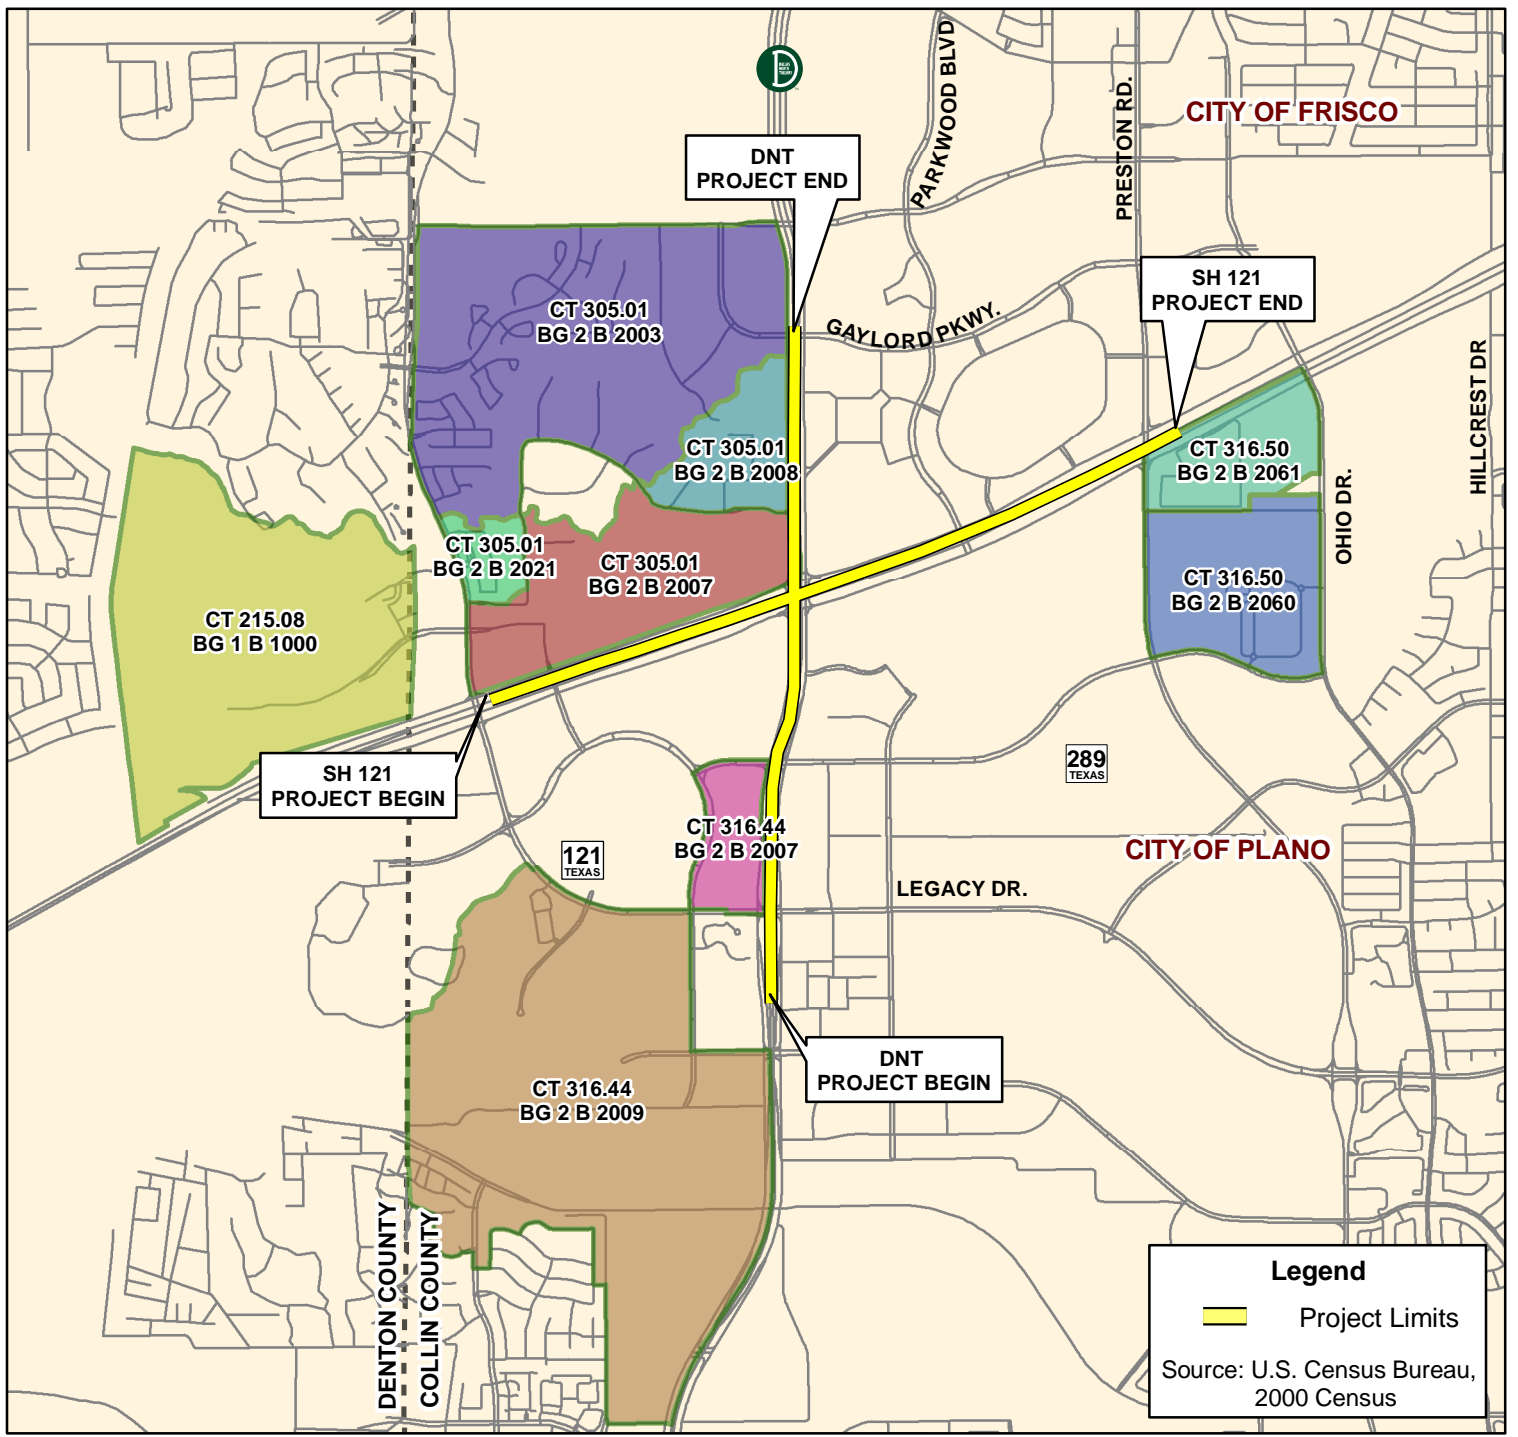 DALLAS
NORTH
TOLLWAY
PARKWOOD BLVD
PRESTON RD.
CITY OF FRISCO
DNT
PROJECT END
SH 121
PROJECT END
GAYLORD PKWY.
CT 305.01
BG 2 B 2003
HILLCREST DR
CT 305.01
BG 2 B 2008
CT 316.50
BG 2 B 2061
OHIO DR.
CT 305.01
BG 2 B 2021
CT 305.01
BG 2 B 2007
CT 316.50
BG 2 B 2060
CT 215.08
BG 1 B 1000
SH 121
PROJECT BEGIN
289
TEXAS
CT 316.44
BG 2 B 2007
121
TEXAS
CITY OF PLANO
LEGACY DR.
DNT
PROJECT BEGIN
CT 316.44
BG 2 B 2009
DENTON COUNTY
COLLIN COUNTY
Legend
Project Limits
Source: U.S. Census Bureau,
2000 Census